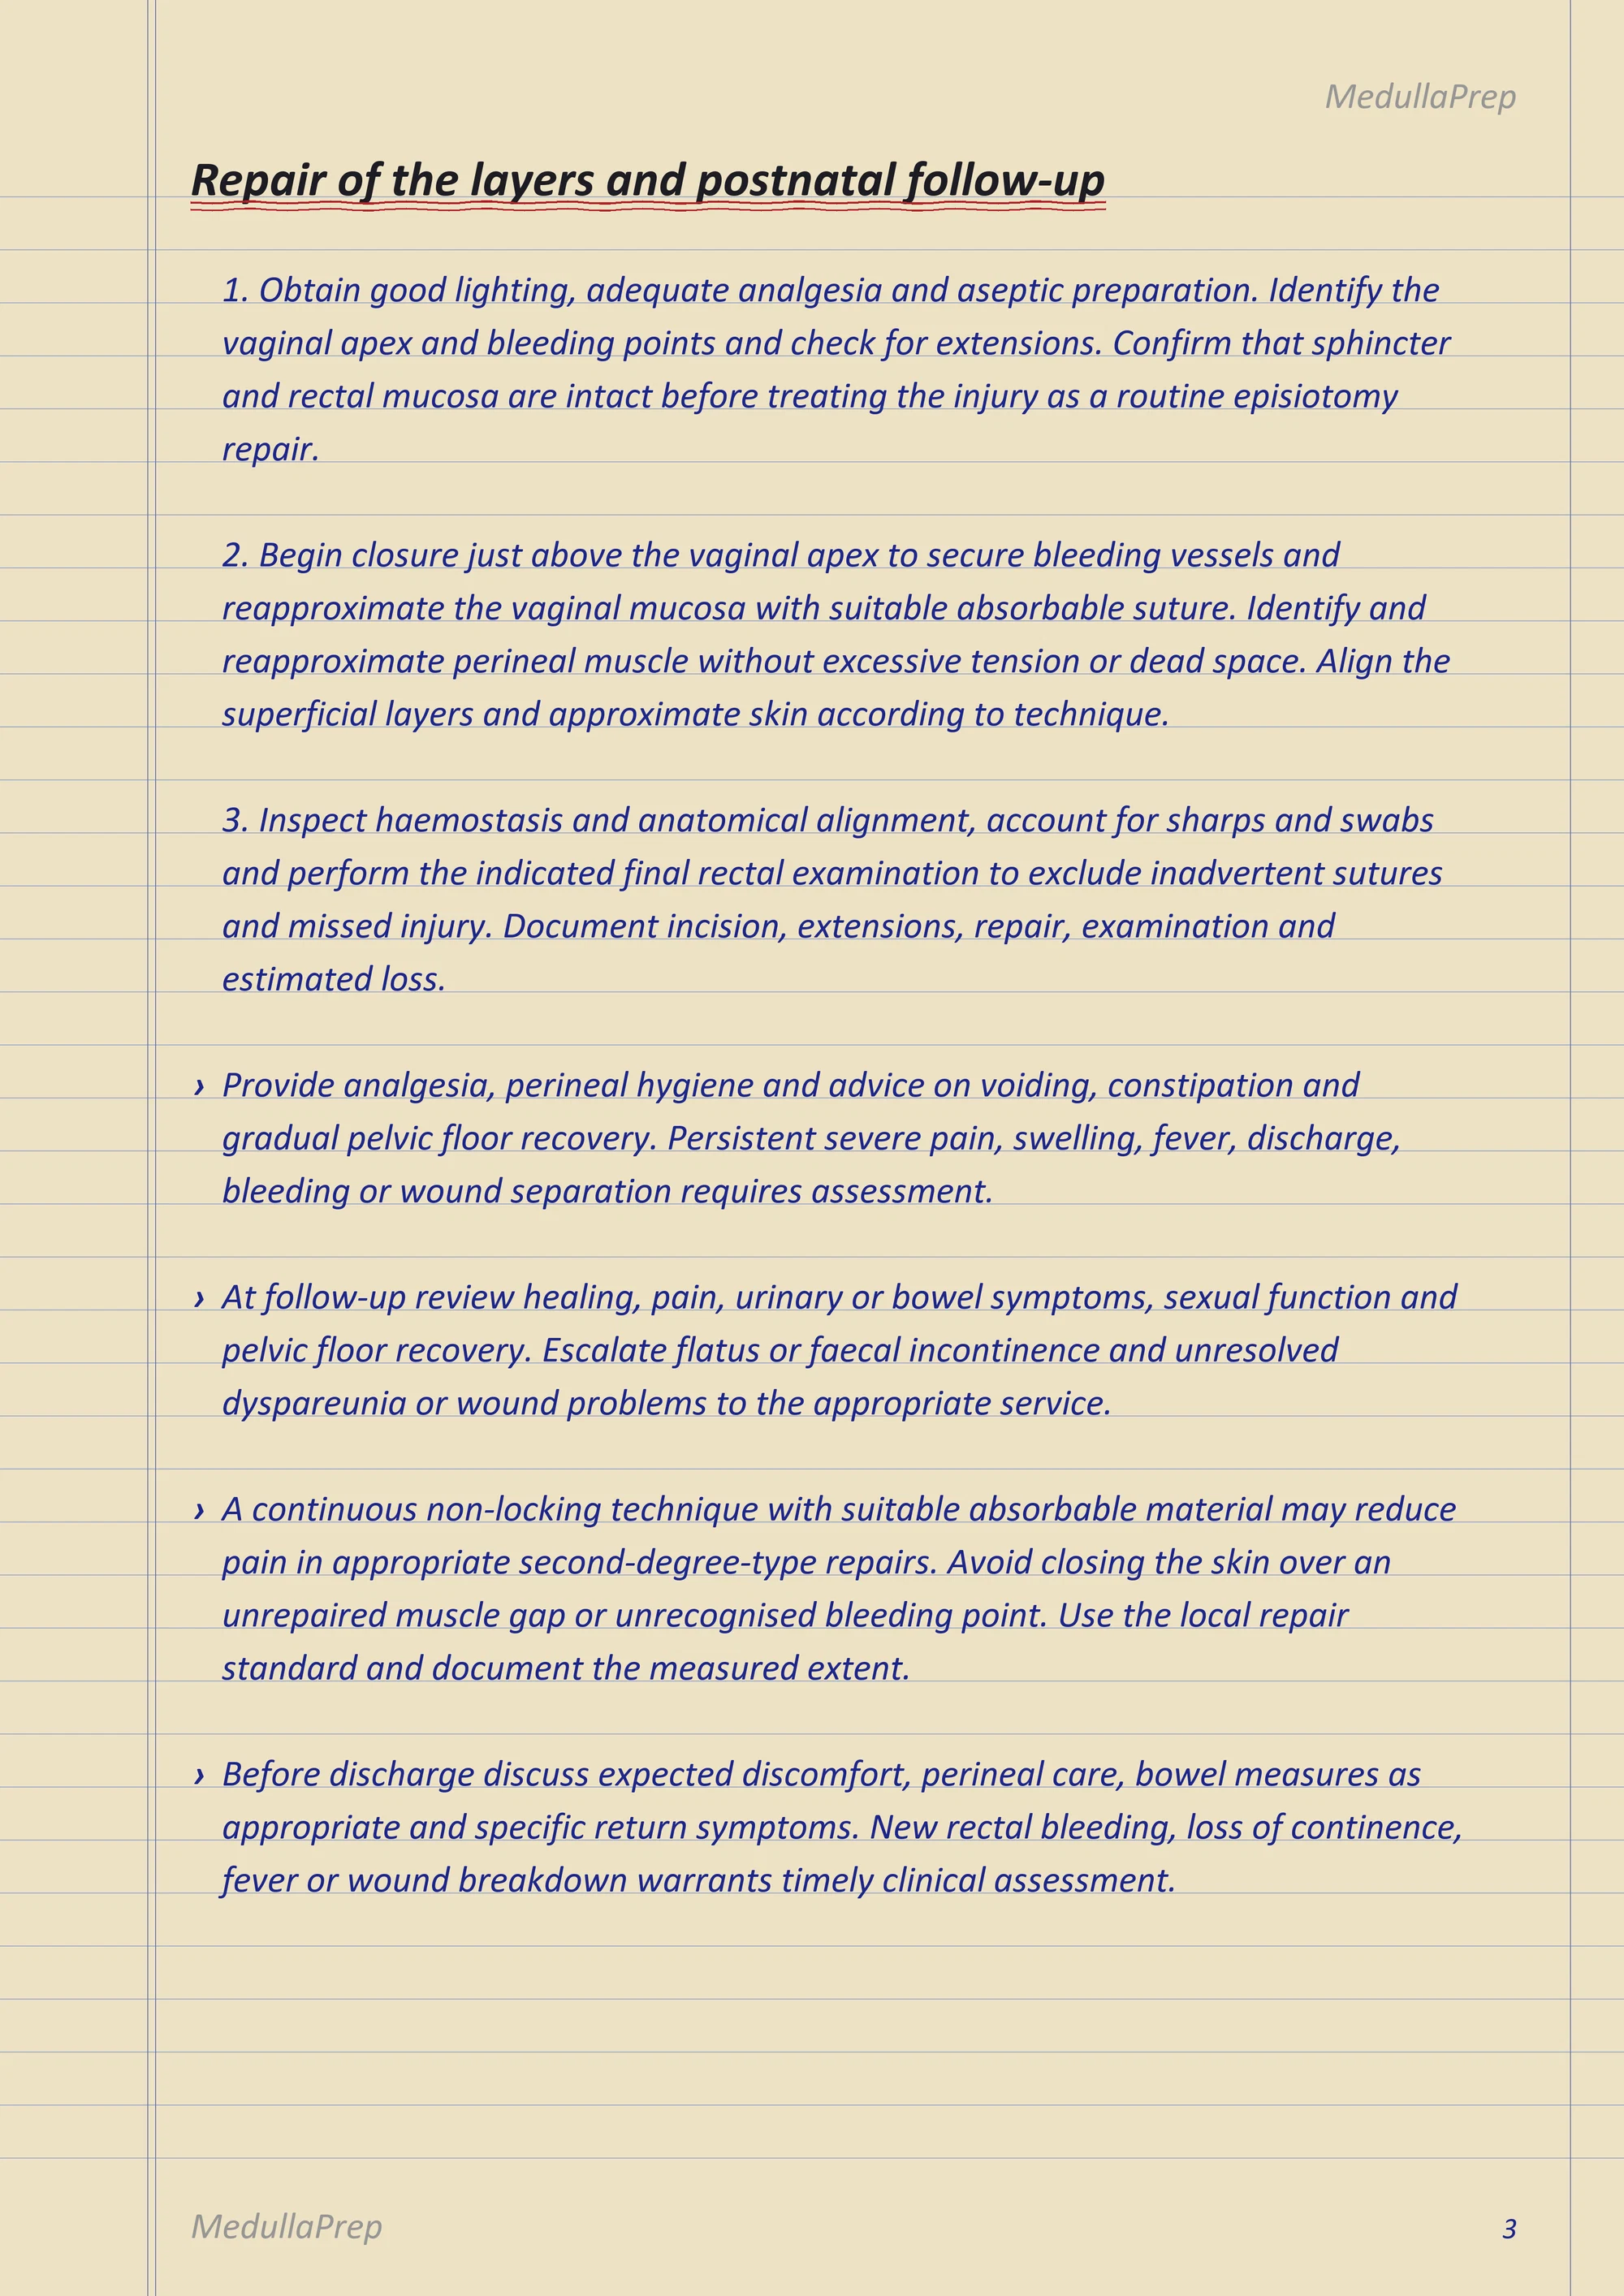 MedullaPrep
Repair of the layers and postnatal follow-up
1. Obtain good lighting, adequate analgesia and aseptic preparation. Identify the
vaginal apex and bleeding points and check for extensions. Confirm that sphincter
and rectal mucosa are intact before treating the injury as a routine episiotomy
repair.
2. Begin closure just above the vaginal apex to secure bleeding vessels and
reapproximate the vaginal mucosa with suitable absorbable suture. Identify and
reapproximate perineal muscle without excessive tension or dead space. Align the
superficial layers and approximate skin according to technique.
3. Inspect haemostasis and anatomical alignment, account for sharps and swabs
and perform the indicated final rectal examination to exclude inadvertent sutures
and missed injury. Document incision, extensions, repair, examination and
estimated loss.
› Provide analgesia, perineal hygiene and advice on voiding, constipation and
gradual pelvic floor recovery. Persistent severe pain, swelling, fever, discharge,
bleeding or wound separation requires assessment.
› At follow-up review healing, pain, urinary or bowel symptoms, sexual function and
pelvic floor recovery. Escalate flatus or faecal incontinence and unresolved
dyspareunia or wound problems to the appropriate service.
› A continuous non-locking technique with suitable absorbable material may reduce
pain in appropriate second-degree-type repairs. Avoid closing the skin over an
unrepaired muscle gap or unrecognised bleeding point. Use the local repair
standard and document the measured extent.
› Before discharge discuss expected discomfort, perineal care, bowel measures as
appropriate and specific return symptoms. New rectal bleeding, loss of continence,
fever or wound breakdown warrants timely clinical assessment.
MedullaPrep
3